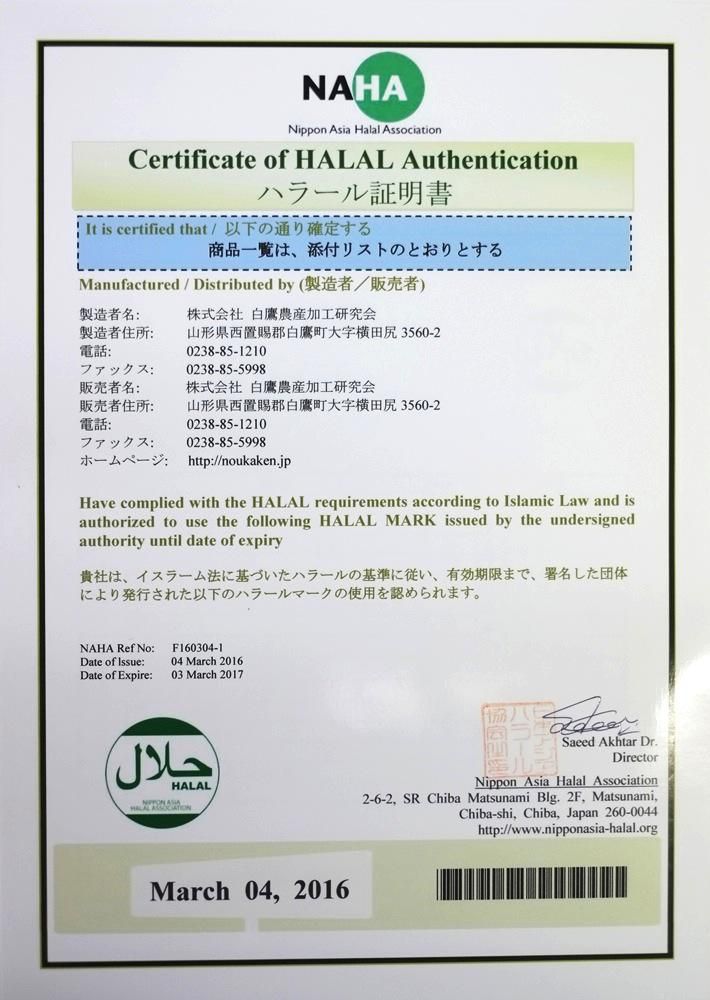 NAHA
Nippon Asia Halal Association
Certificate of HALAL Authentication
ハラール証明書
It is certified that / 以下の通り確定する
商品一覧は、添付リストのとおりとする
Manufactured / Distributed by (製造者／販売者)
製造者名: 株式会社 白鷹農産加工研究会
製造者住所: 山形県西置賜郡白鷹町大字横田尻 3560-2
電話: 0238-85-1210
ファックス: 0238-85-5998
販売者名: 株式会社 白鷹農産加工研究会
販売者住所: 山形県西置賜郡白鷹町大字横田尻 3560-2
電話: 0238-85-1210
ファックス: 0238-85-5998
ホームページ: http://noukaken.jp
Have complied with the HALAL requirements according to Islamic Law and is
authorized to use the following HALAL MARK issued by the undersigned
authority until date of expiry
貴社は、イスラーム法に基づいたハラールの基準に従い、有効期限まで、署名した団体
により発行された以下のハラールマークの使用を認められます。
NAHA Ref No: F160304-1
Date of Issue: 04 March 2016
Date of Expire: 03 March 2017
حلال
HALAL
NIPPON ASIA
HALAL ASSOCIATION
Saeed Akhtar Dr.
Director
Nippon Asia Halal Association
2-6-2, SR Chiba Matsunami Blg. 2F, Matsunami,
Chiba-shi, Chiba, Japan 260-0044
http://www.nipponasia-halal.org
March 04, 2016